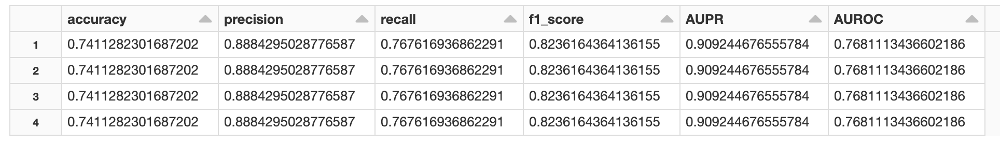 accuracy precision recall f1_score AUPR AUROC
1 0.7411282301687202 0.88842950287765​87 0.767616936862291 0.8236164364136155 0.909244676555784 0.7681113436602186
2 0.7411282301687202 0.8884295028776587 0.767616936862291 0.8236164364136155 0.909244676555784 0.7681113436602186
3 0.7411282301687202 0.8884295028776587 0.767616936862291 0.8236164364136155 0.909244676555784 0.7681113436602186
4 0.7411282301687202 0.8884295028776587 0.767616936862291 0.8236164364136155 0.909244676555784 0.7681113436602186